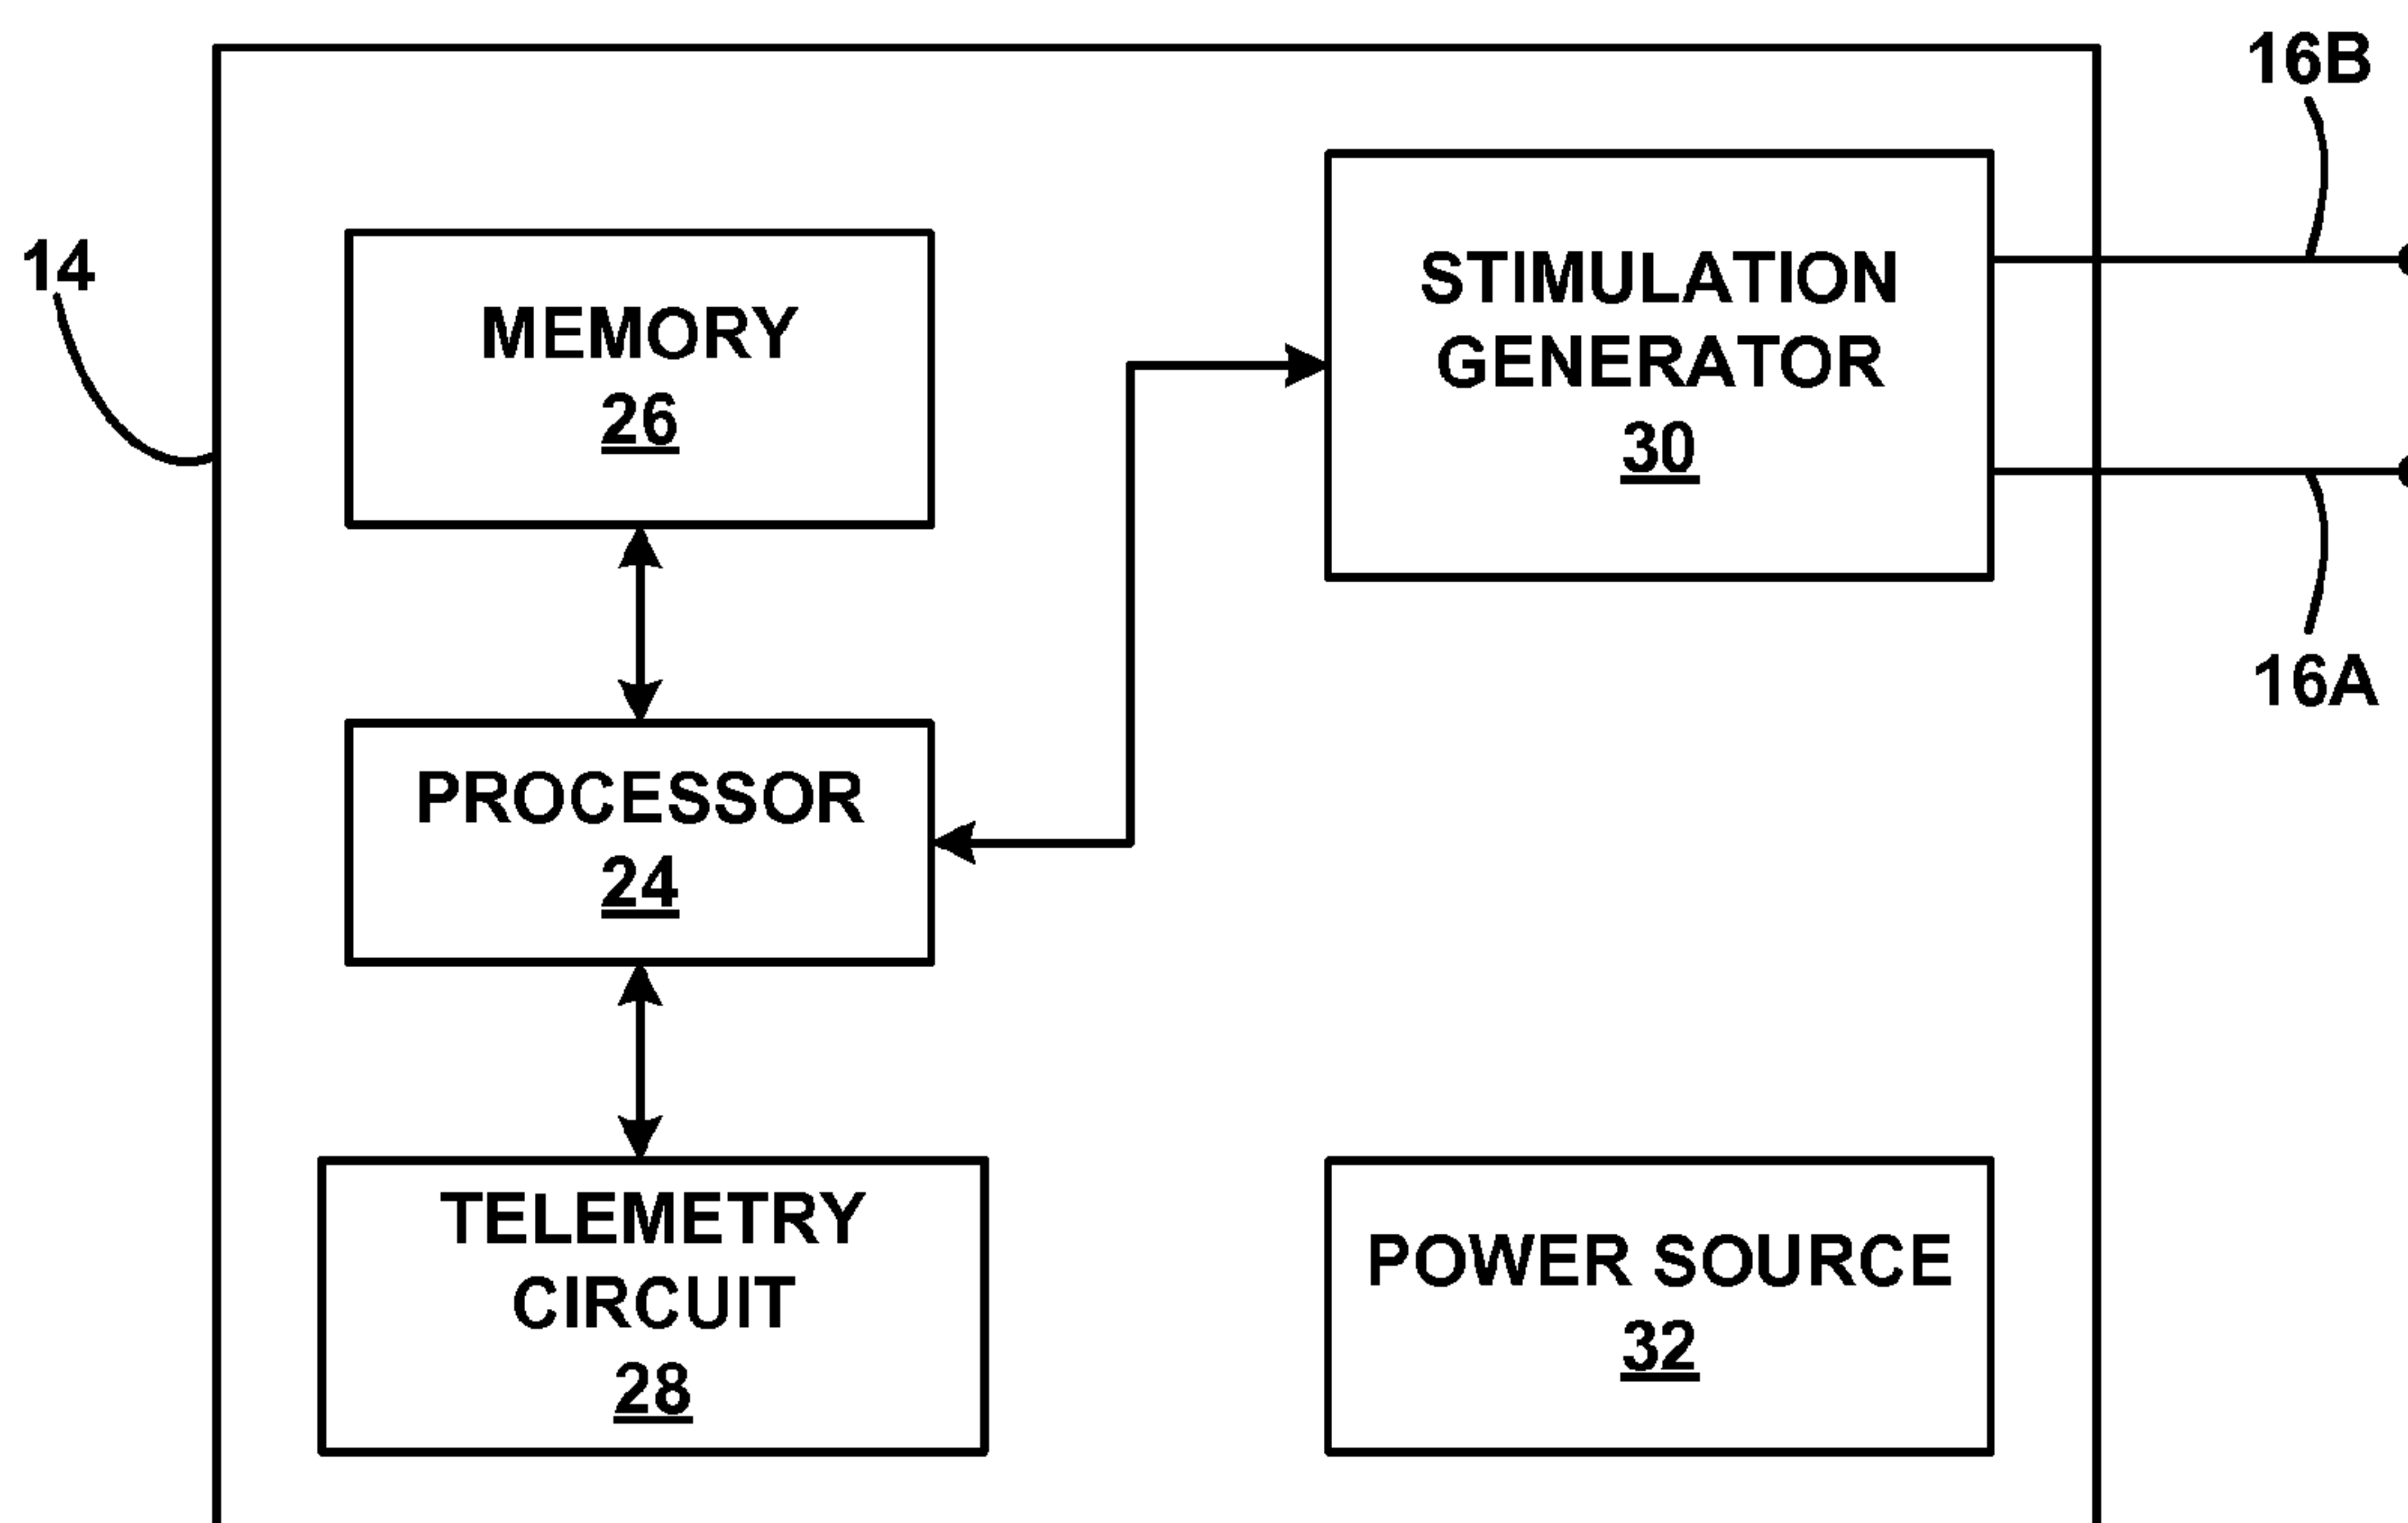 16B
14
MEMORY
26
STIMULATION
GENERATOR
30
16A
PROCESSOR
24
TELEMETRY
CIRCUIT
28
POWER SOURCE
32